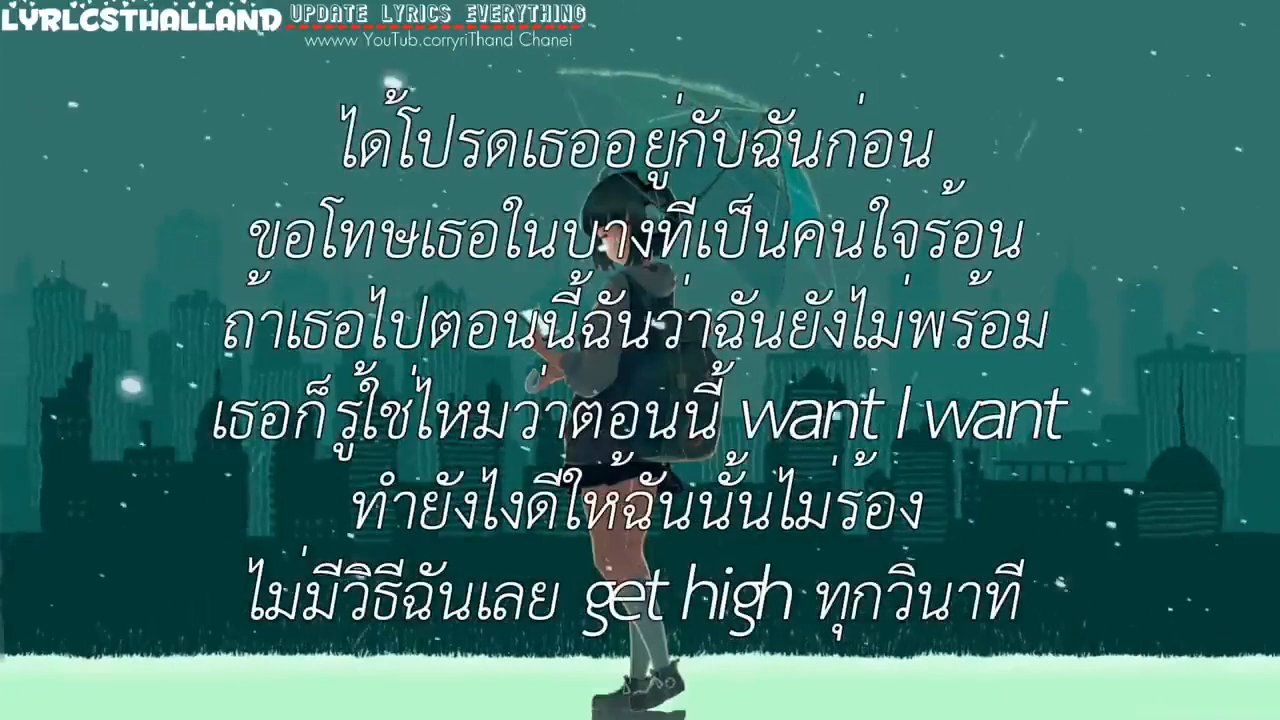 LYRLCSTHALLAND UPDATE LYRICS EVERYTHING
wwww YouTub.corryriThand Chanei
ได้โปรดเธออยู่กับฉันก่อน
ขอโทษเธอในบางทีเป็นคนใจร้อน
ถ้าเธอไปตอนนี้ฉันว่าฉันยังไม่พร้อม
เธอก็รู้ใช่ไหมว่าต้อนนี้ want I want
ทำยังไงดีให้ฉันนั้นไม่ร้อง
ไม่มีวิธีฉันเลย get high ทุกวินาที